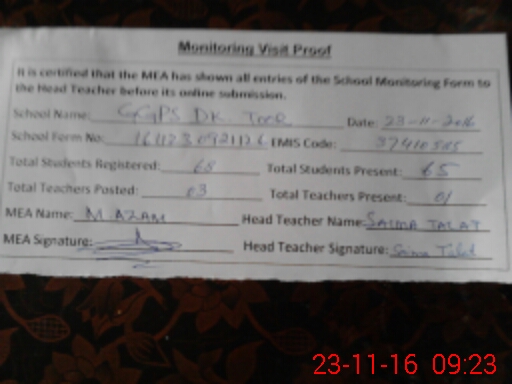 Monitoring Visit Proof
It is certified that the MEA has shown all entries of the School Monitoring Form to
the Head Teacher before its online submission.
School Name: GGPS DK Date: 23-11-2016
School Form No: EMIS Code:
Total Students Registered: 68 Total Students Present: 65
Total Teachers Posted: 03 Total Teachers Present: 01
MEA Name: M AZAM Head Teacher Name: SAIMA TALAT
MEA Signature: Head Teacher Signature: Saima Talat
23-11-16 09:23